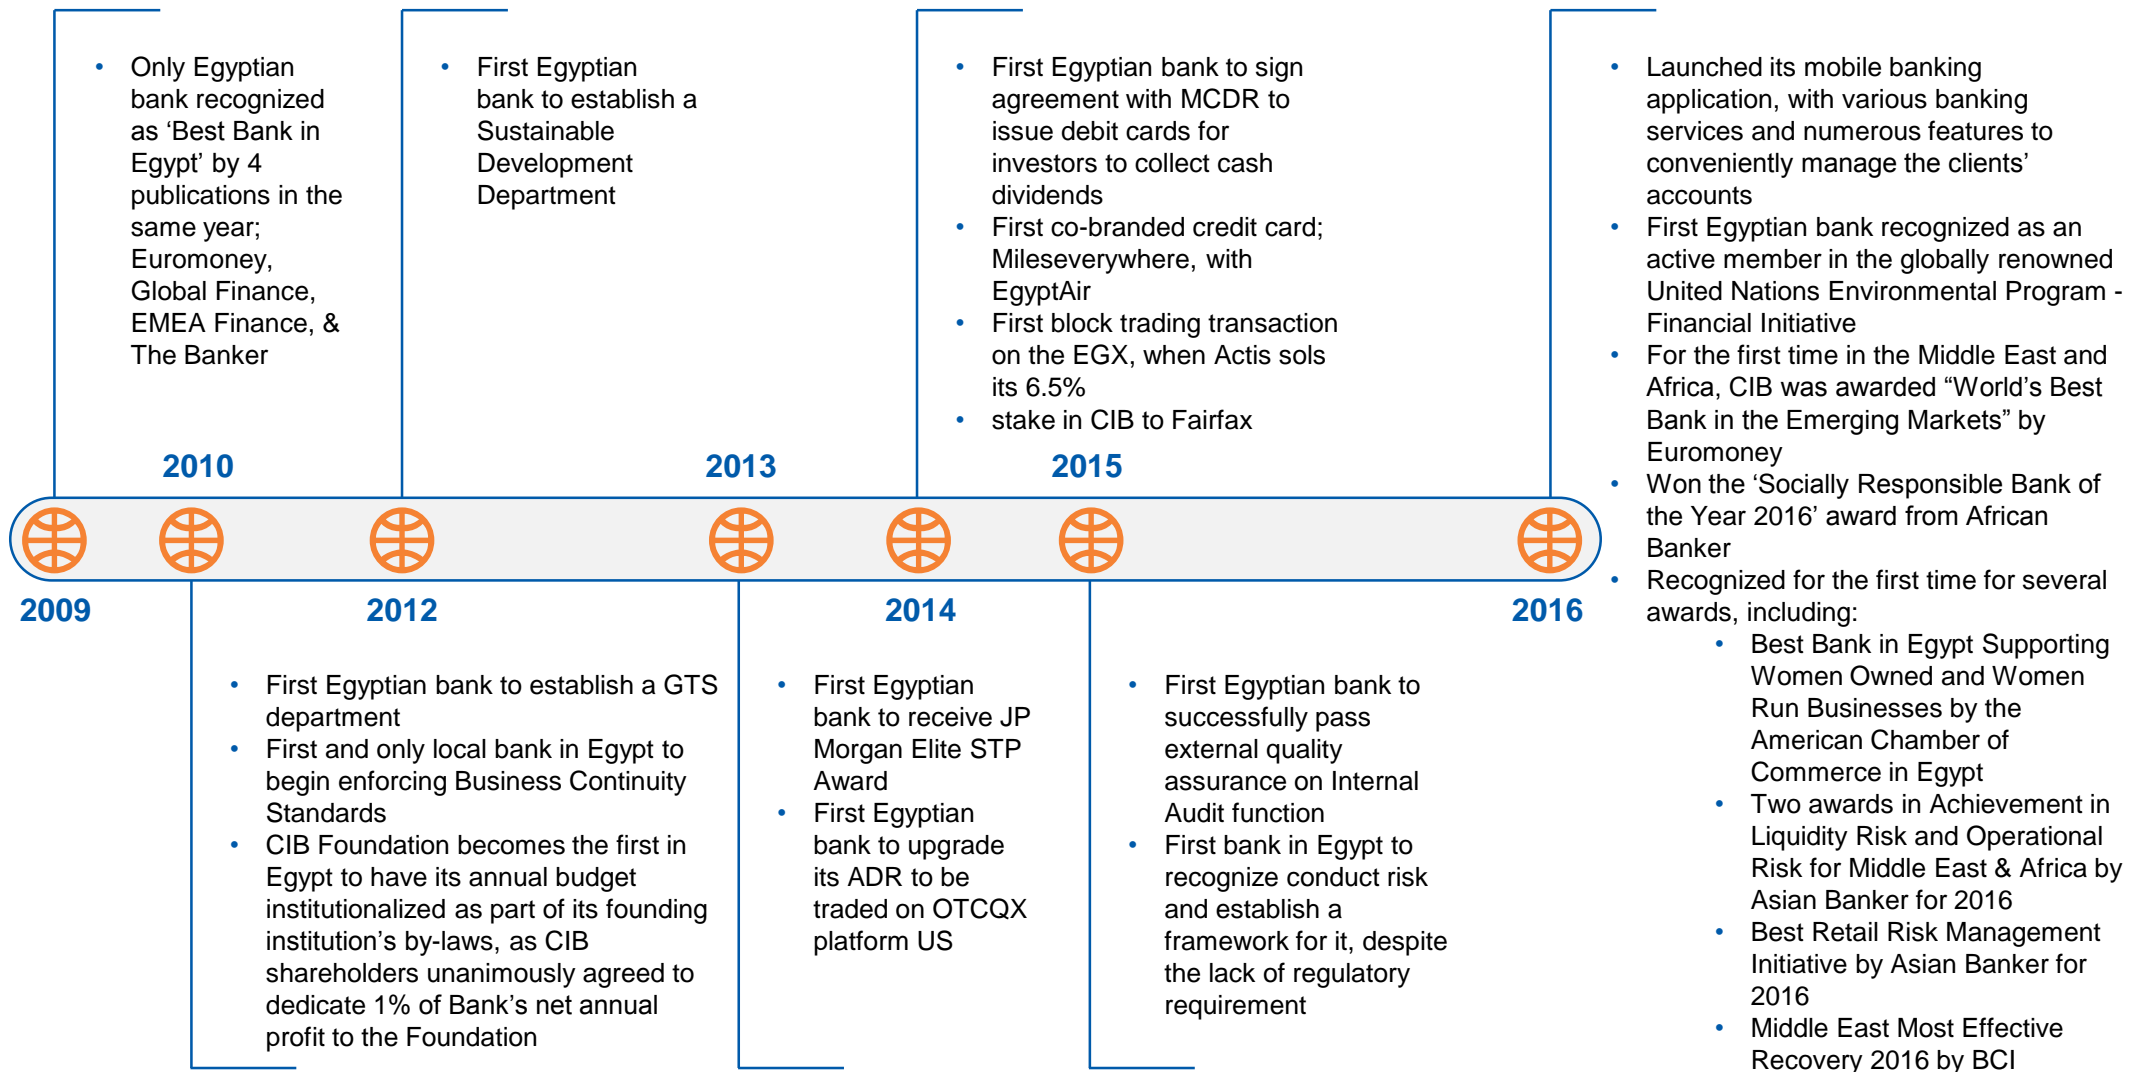 • Only Egyptian
bank recognized
as ‘Best Bank in
Egypt’ by 4
publications in the
same year;
Euromoney,
Global Finance,
EMEA Finance, &
The Banker
• First Egyptian
bank to establish a
Sustainable
Development
Department
• First Egyptian bank to sign
agreement with MCDR to
issue debit cards for
investors to collect cash
dividends
• First co-branded credit card;
Mileseverywhere, with
EgyptAir
• First block trading transaction
on the EGX, when Actis sols
its 6.5%
• stake in CIB to Fairfax
• Launched its mobile banking
application, with various banking
services and numerous features to
conveniently manage the clients’
accounts
• First Egyptian bank recognized as an
active member in the globally renowned
United Nations Environmental Program -
Financial Initiative
• For the first time in the Middle East and
Africa, CIB was awarded “World’s Best
Bank in the Emerging Markets” by
Euromoney
• Won the ‘Socially Responsible Bank of
the Year 2016’ award from African
Banker
• Recognized for the first time for several
awards, including:
• Best Bank in Egypt Supporting
Women Owned and Women
Run Businesses by the
American Chamber of
Commerce in Egypt
• Two awards in Achievement in
Liquidity Risk and Operational
Risk for Middle East & Africa by
Asian Banker for 2016
• Best Retail Risk Management
Initiative by Asian Banker for
2016
• Middle East Most Effective
Recovery 2016 by BCI
2010
2013
2015
2009
2012
2014
2016
• First Egyptian bank to establish a GTS
department
• First and only local bank in Egypt to
begin enforcing Business Continuity
Standards
• CIB Foundation becomes the first in
Egypt to have its annual budget
institutionalized as part of its founding
institution’s by-laws, as CIB
shareholders unanimously agreed to
dedicate 1% of Bank’s net annual
profit to the Foundation
• First Egyptian
bank to receive JP
Morgan Elite STP
Award
• First Egyptian
bank to upgrade
its ADR to be
traded on OTCQX
platform US
• First Egyptian bank to
successfully pass
external quality
assurance on Internal
Audit function
• First bank in Egypt to
recognize conduct risk
and establish a
framework for it, despite
the lack of regulatory
requirement